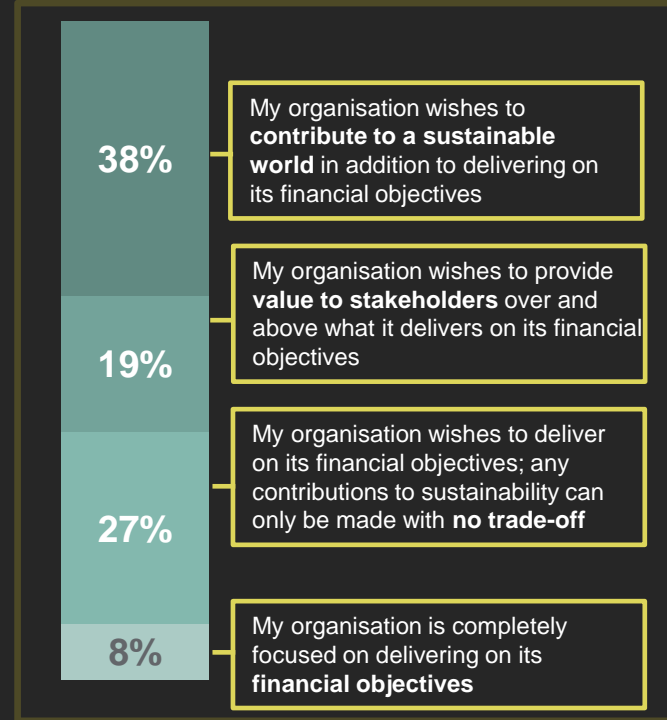 38%
My organisation wishes to
contribute to a sustainable
world in addition to delivering on
its financial objectives
19%
My organisation wishes to provide
value to stakeholders over and
above what it delivers on its financial
objectives
27%
My organisation wishes to deliver
on its financial objectives; any
contributions to sustainability can
only be made with no trade-off
8%
My organisation is completely
focused on delivering on its
financial objectives